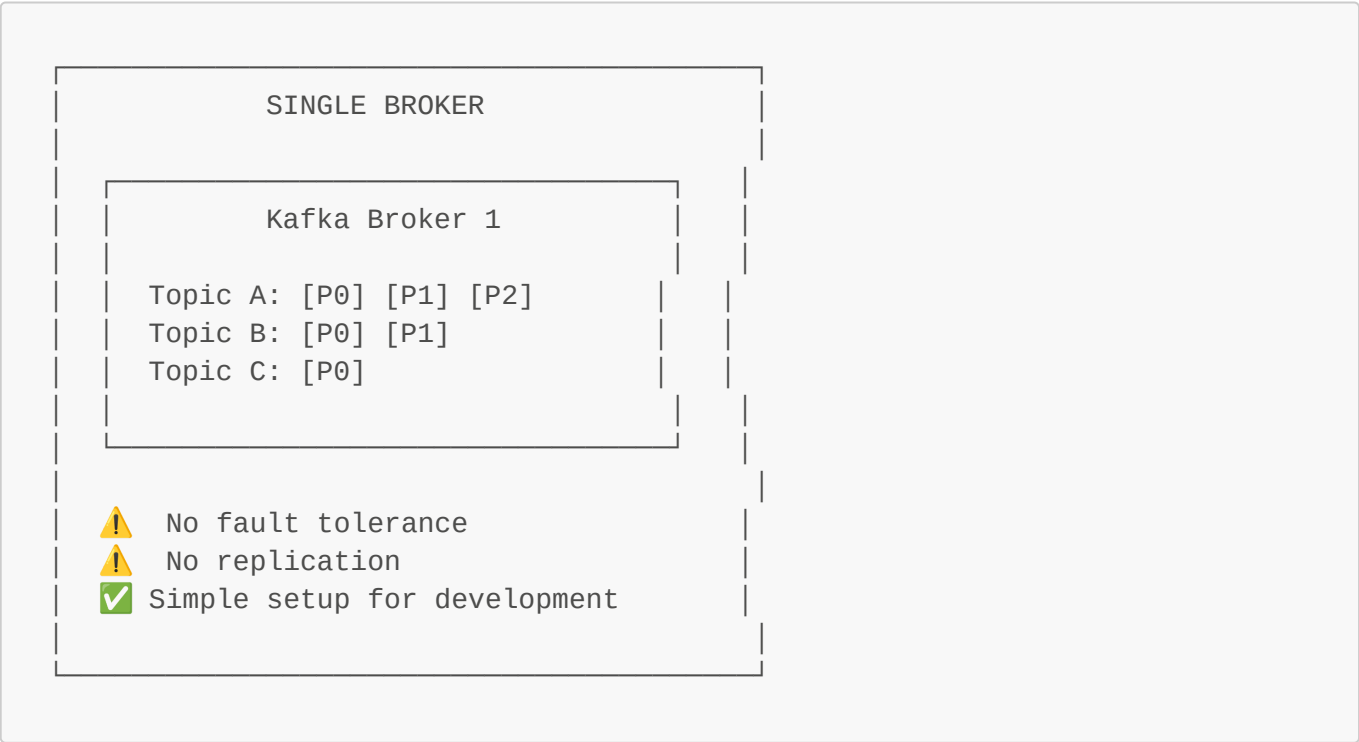 SINGLE BROKER
Kafka Broker 1
Topic A: [P0] [P1] [P2]
Topic B: [P0] [P1]
Topic C: [P0]
⚠️ No fault tolerance
⚠️ No replication
✅ Simple setup for development